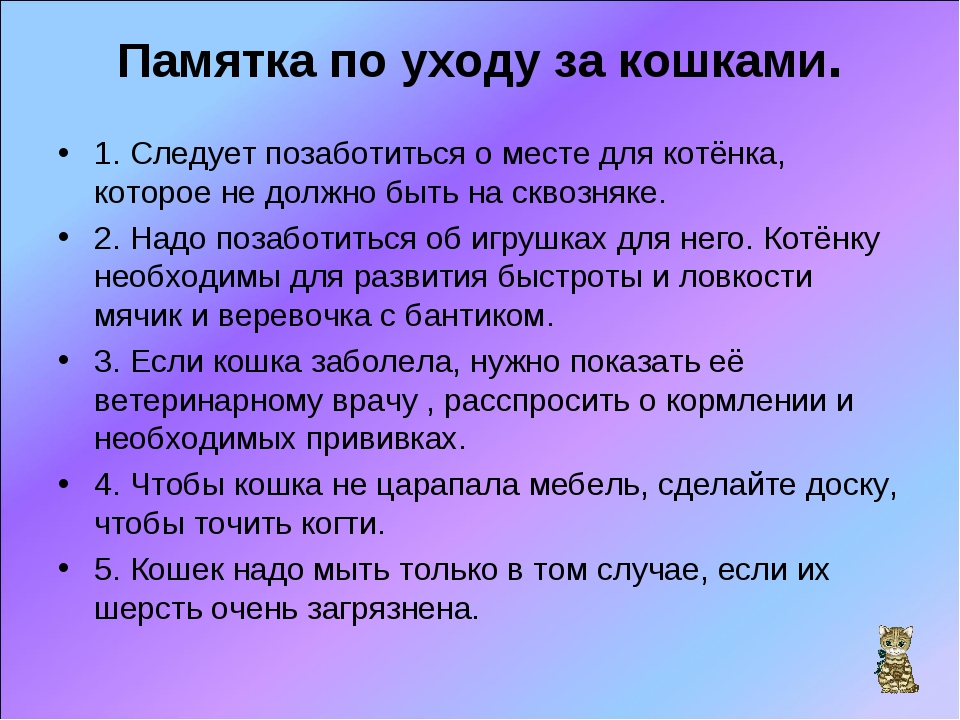 Памятка по уходу за кошками.
• 1. Следует позаботиться о месте для котёнка,
которое не должно быть на сквозняке.
• 2. Надо позаботиться об игрушках для него. Котёнку
необходимы для развития быстроты и ловкости
мячик и веревочка с бантиком.
• 3. Если кошка заболела, нужно показать её
ветеринарному врачу , расспросить о кормлении и
необходимых прививках.
• 4. Чтобы кошка не царапала мебель, сделайте доску,
чтобы точить когти.
• 5. Кошек надо мыть только в том случае, если их
шерсть очень загрязнена.